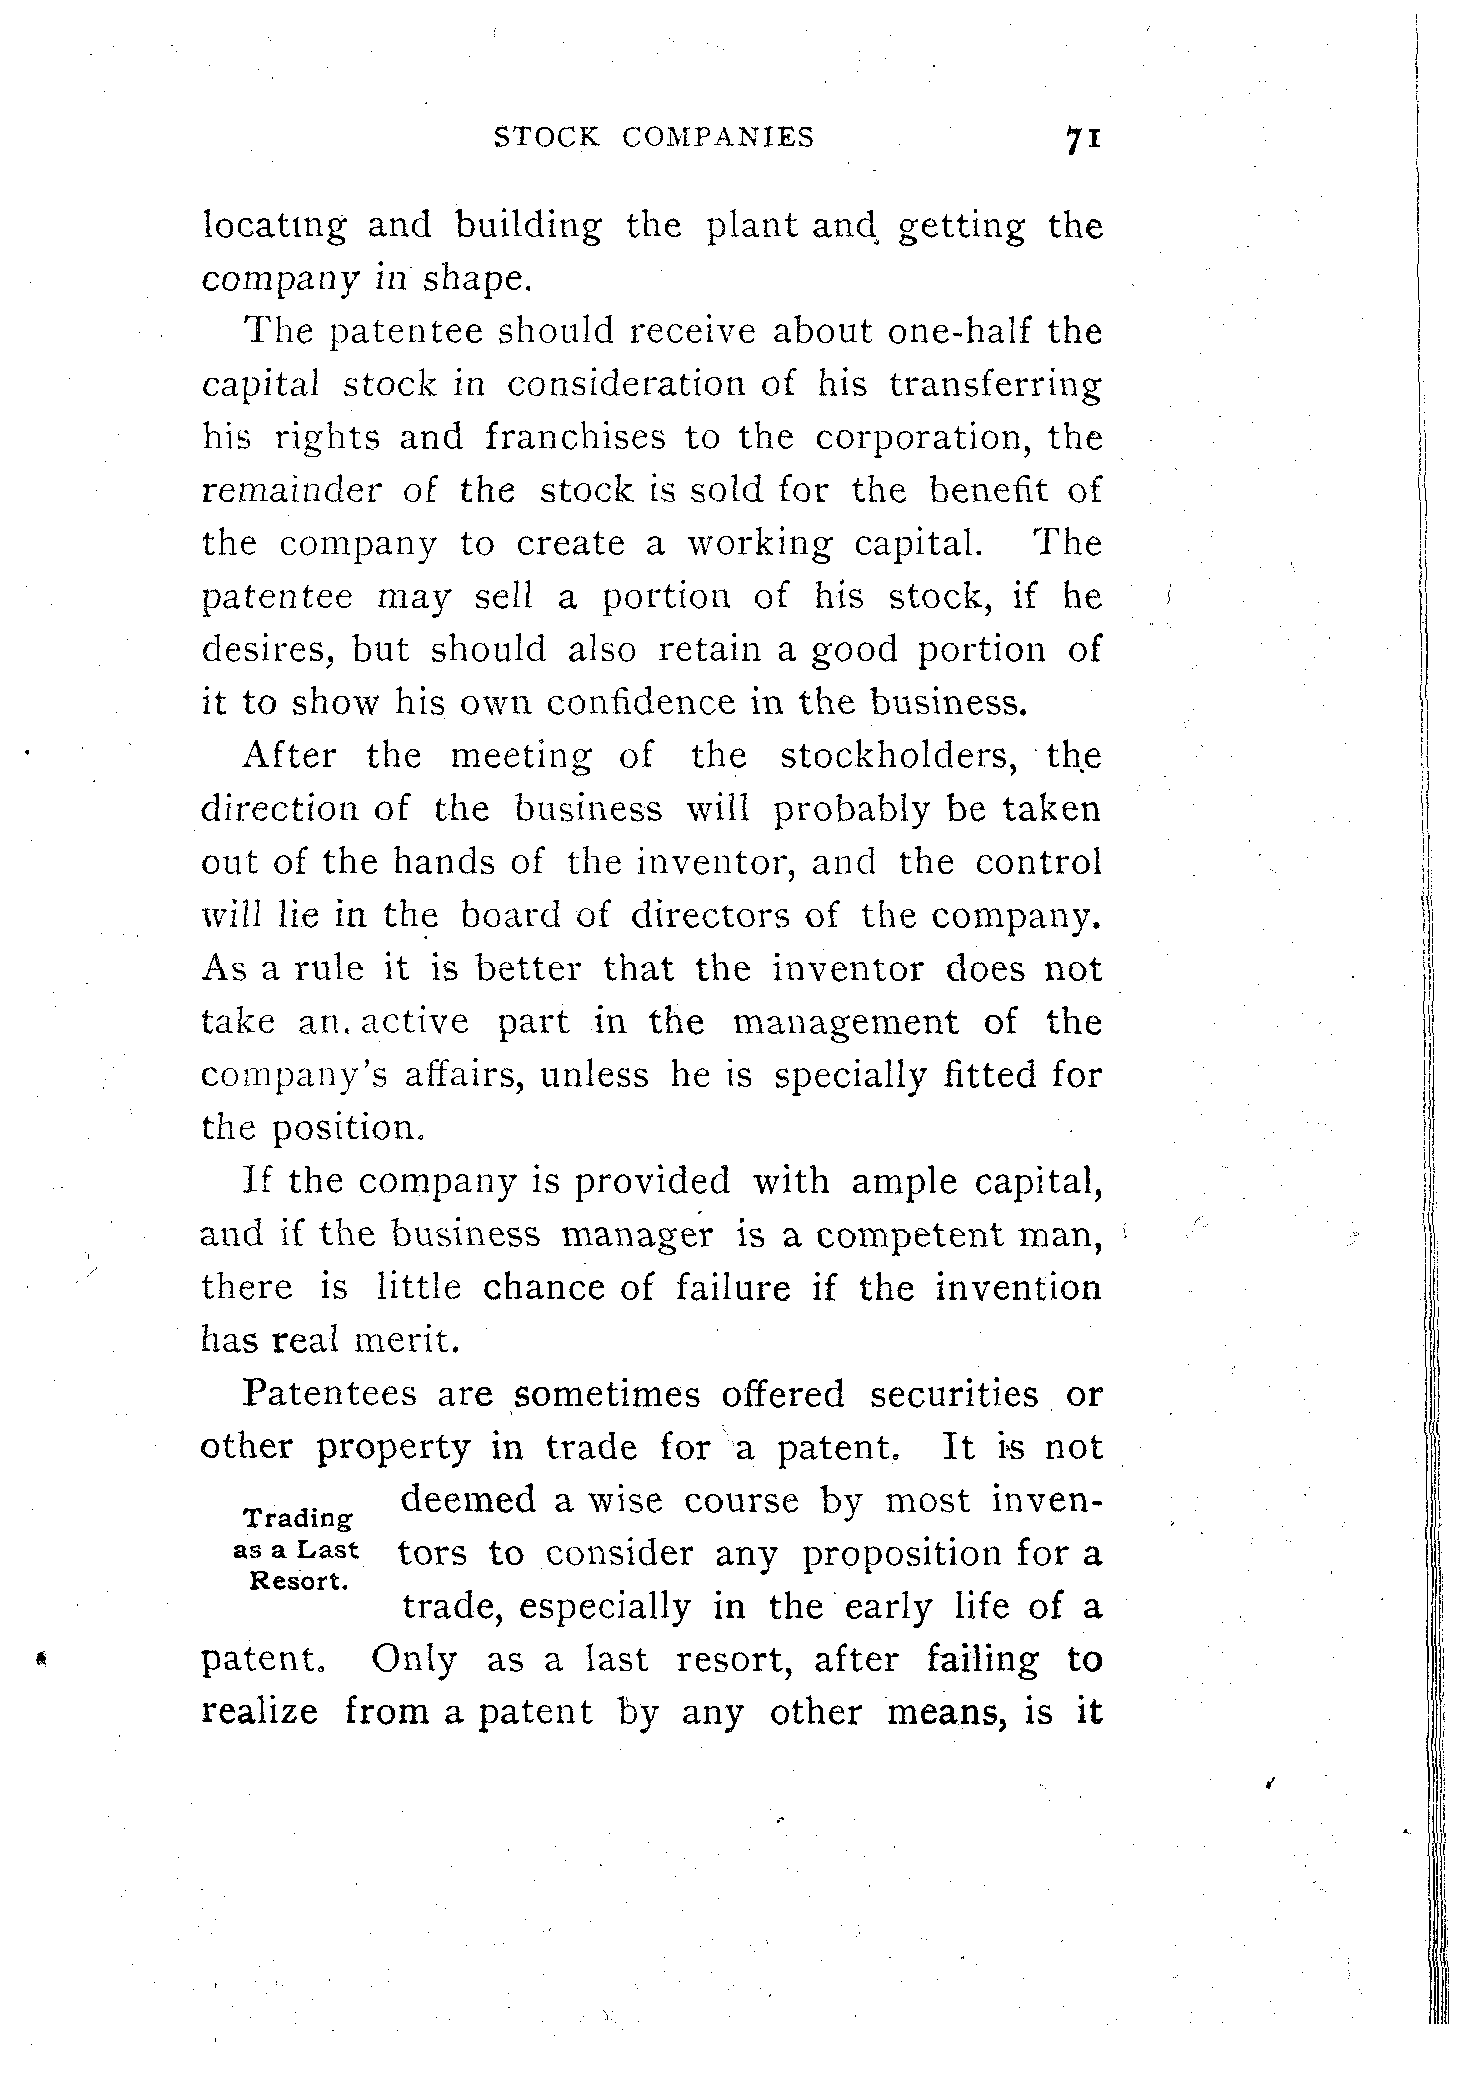 STOCK COMPANIES 71
locating and building the plant and getting the
company in shape.
The patentee should receive about one-half the
capital stock in consideration of his transferring
his rights and franchises to the corporation, the
remainder of the stock is sold for the benefit of
the company to create a working capital. The
patentee may sell a portion of his stock, if he
desires, but should also retain a good portion of
it to show his own confidence in the business.
After the meeting of the stockholders, the
direction of the business will probably be taken
out of the hands of the inventor, and the control
will lie in the board of directors of the company.
As a rule it is better that the inventor does not
take an active part in the management of the
company's affairs, unless he is specially fitted for
the position.
If the company is provided with ample capital,
and if the business manager is a competent man,
there is little chance of failure if the invention
has real merit.
Patentees are sometimes offered securities or
other property in trade for a patent. It is not
Trading
as a Last
Resort.
deemed a wise course by most inven-
tors to consider any proposition for a
trade, especially in the early life of a
patent. Only as a last resort, after failing to
realize from a patent by any other means, is it